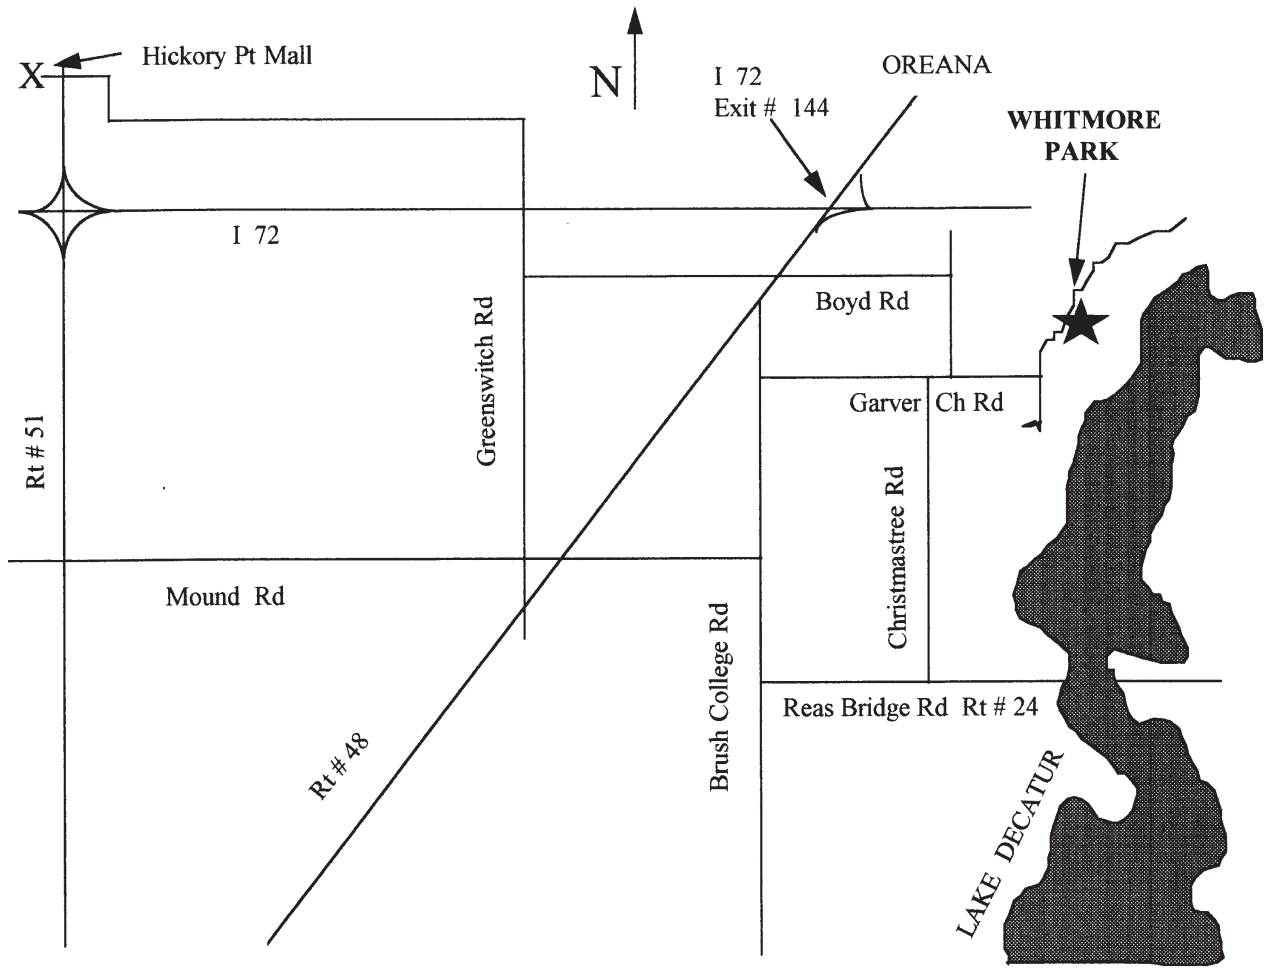 Hickory Pt Mall
X
N
I 72
Exit # 144
OREANA
WHITMORE
PARK
I 72
Boyd Rd
Greenswitch Rd
Garver Ch Rd
Rt # 51
Christmastree Rd
Mound Rd
Brush College Rd
Reas Bridge Rd Rt # 24
Rt # 48
LAKE DECATUR